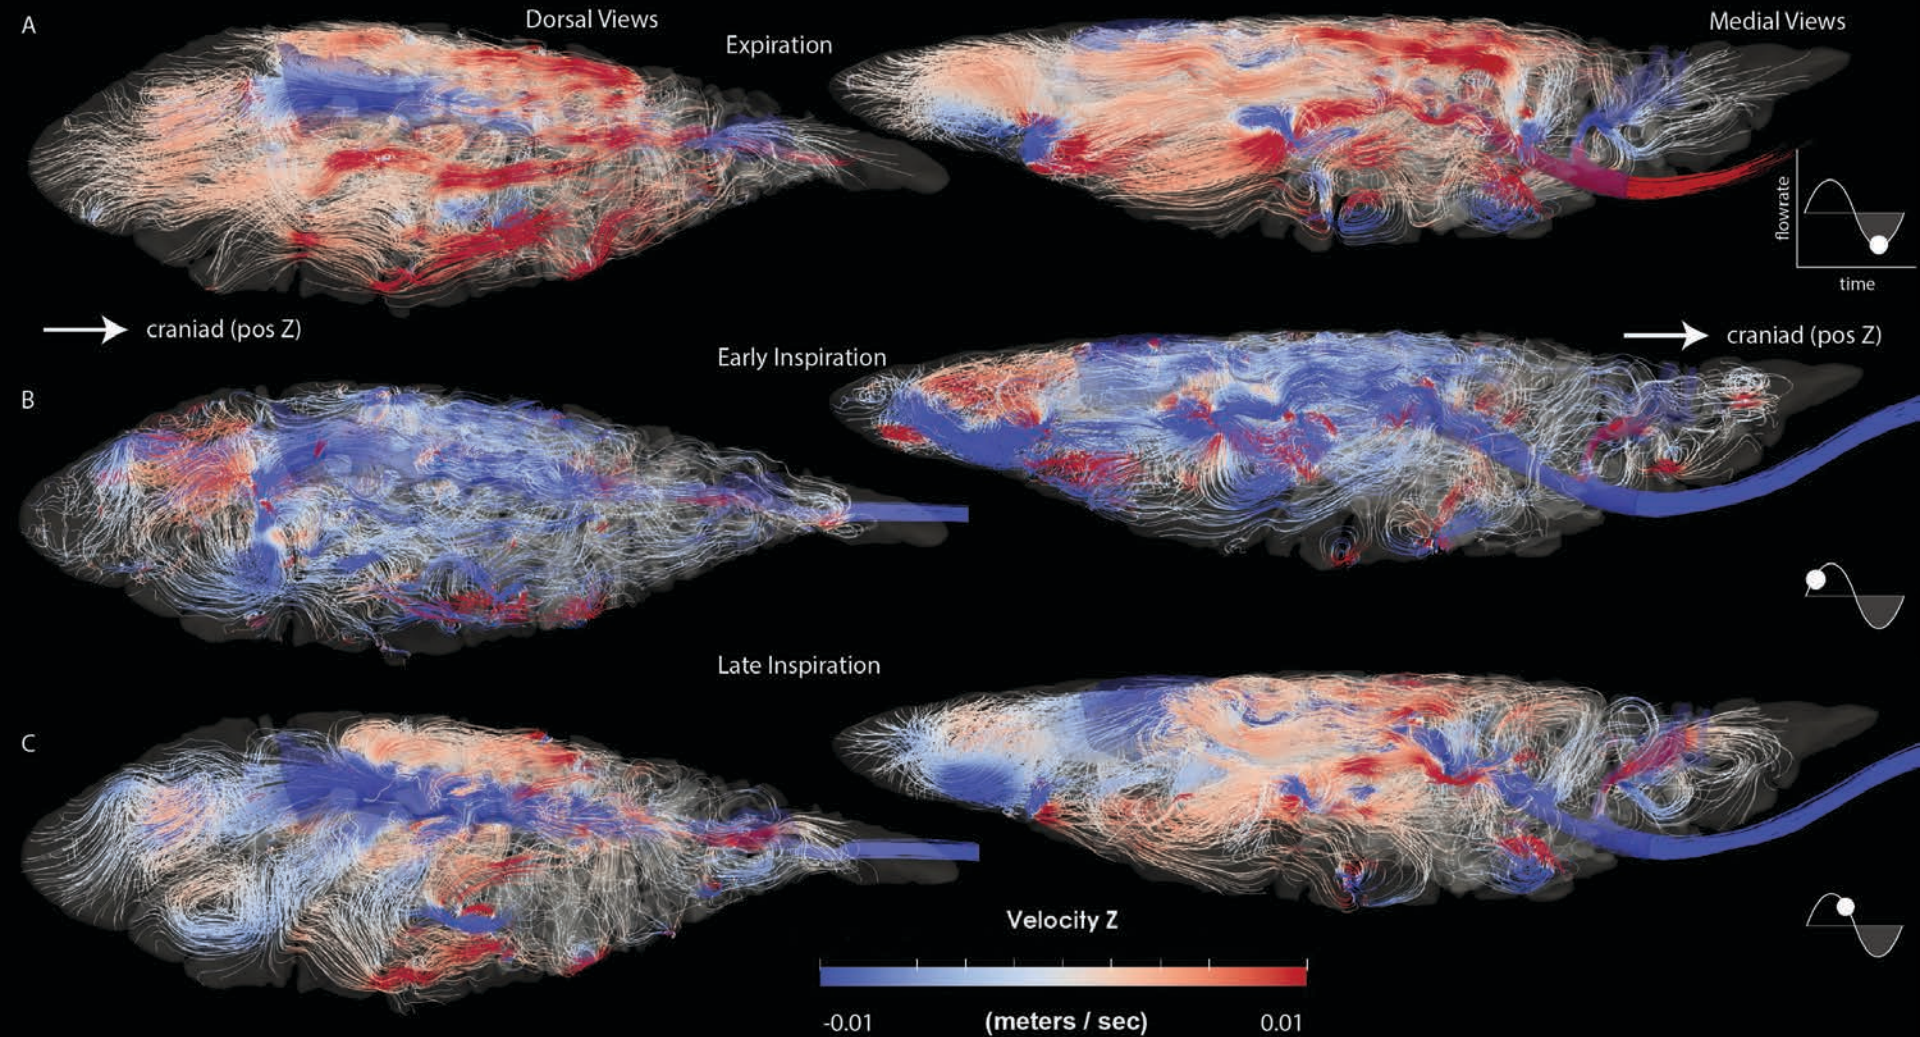 A
Dorsal Views
Medial Views
Expiration
flowrate
time
craniad (pos Z)
craniad (pos Z)
Early Inspiration
B
Late Inspiration
C
Velocity Z
-0.01
(meters / sec)
0.01